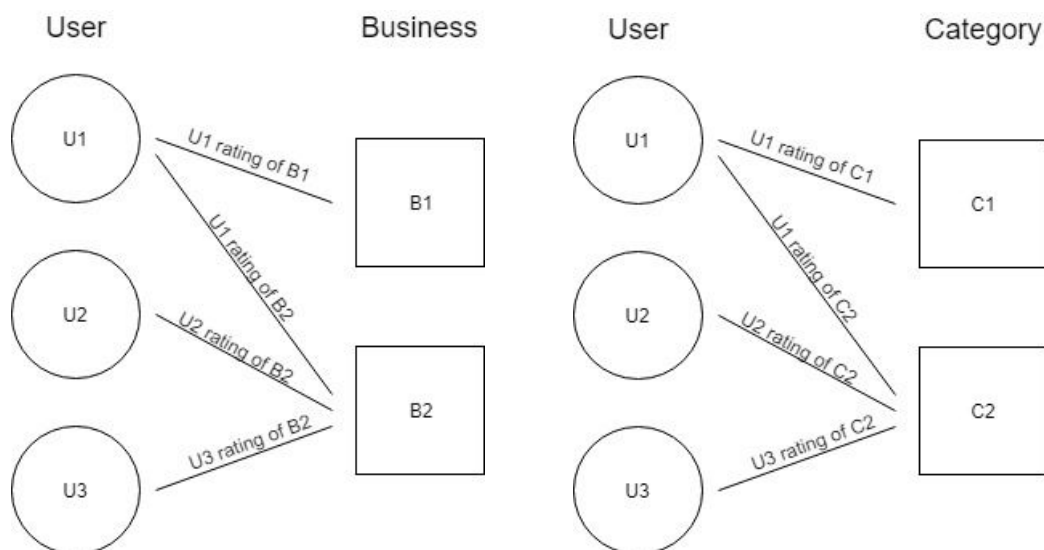 User
Business
U1
U1 rating of B1
B1
U1 rating of B2
U2
U2 rating of B2
B2
U3 rating of B2
U3
User
Category
U1
U1 rating of C1
C1
U1 rating of C2
U2
U2 rating of C2
C2
U3 rating of C2
U3